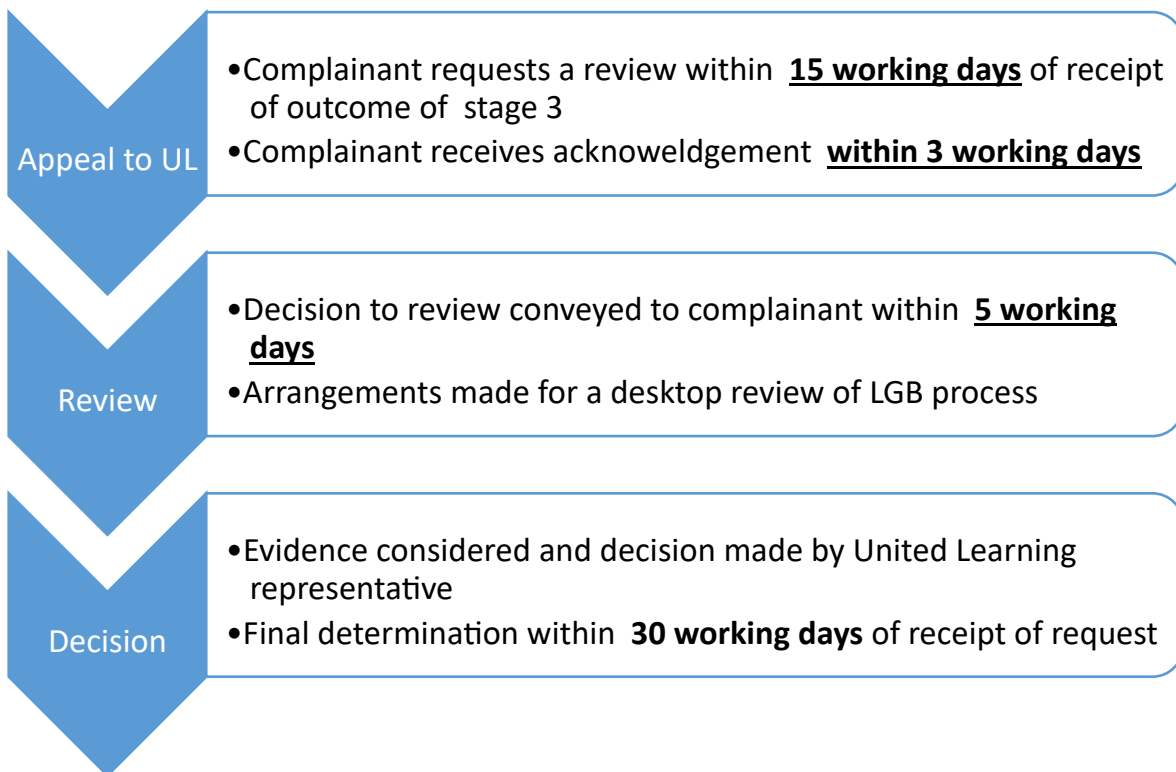 Appeal to UL
•Complainant requests a review within 15 working days of receipt
of outcome of stage 3
•Complainant receives acknoweldgement within 3 working days
Review
•Decision to review conveyed to complainant within 5 working
days
•Arrangements made for a desktop review of LGB process
Decision
•Evidence considered and decision made by United Learning
representative
•Final determination within 30 working days of receipt of request